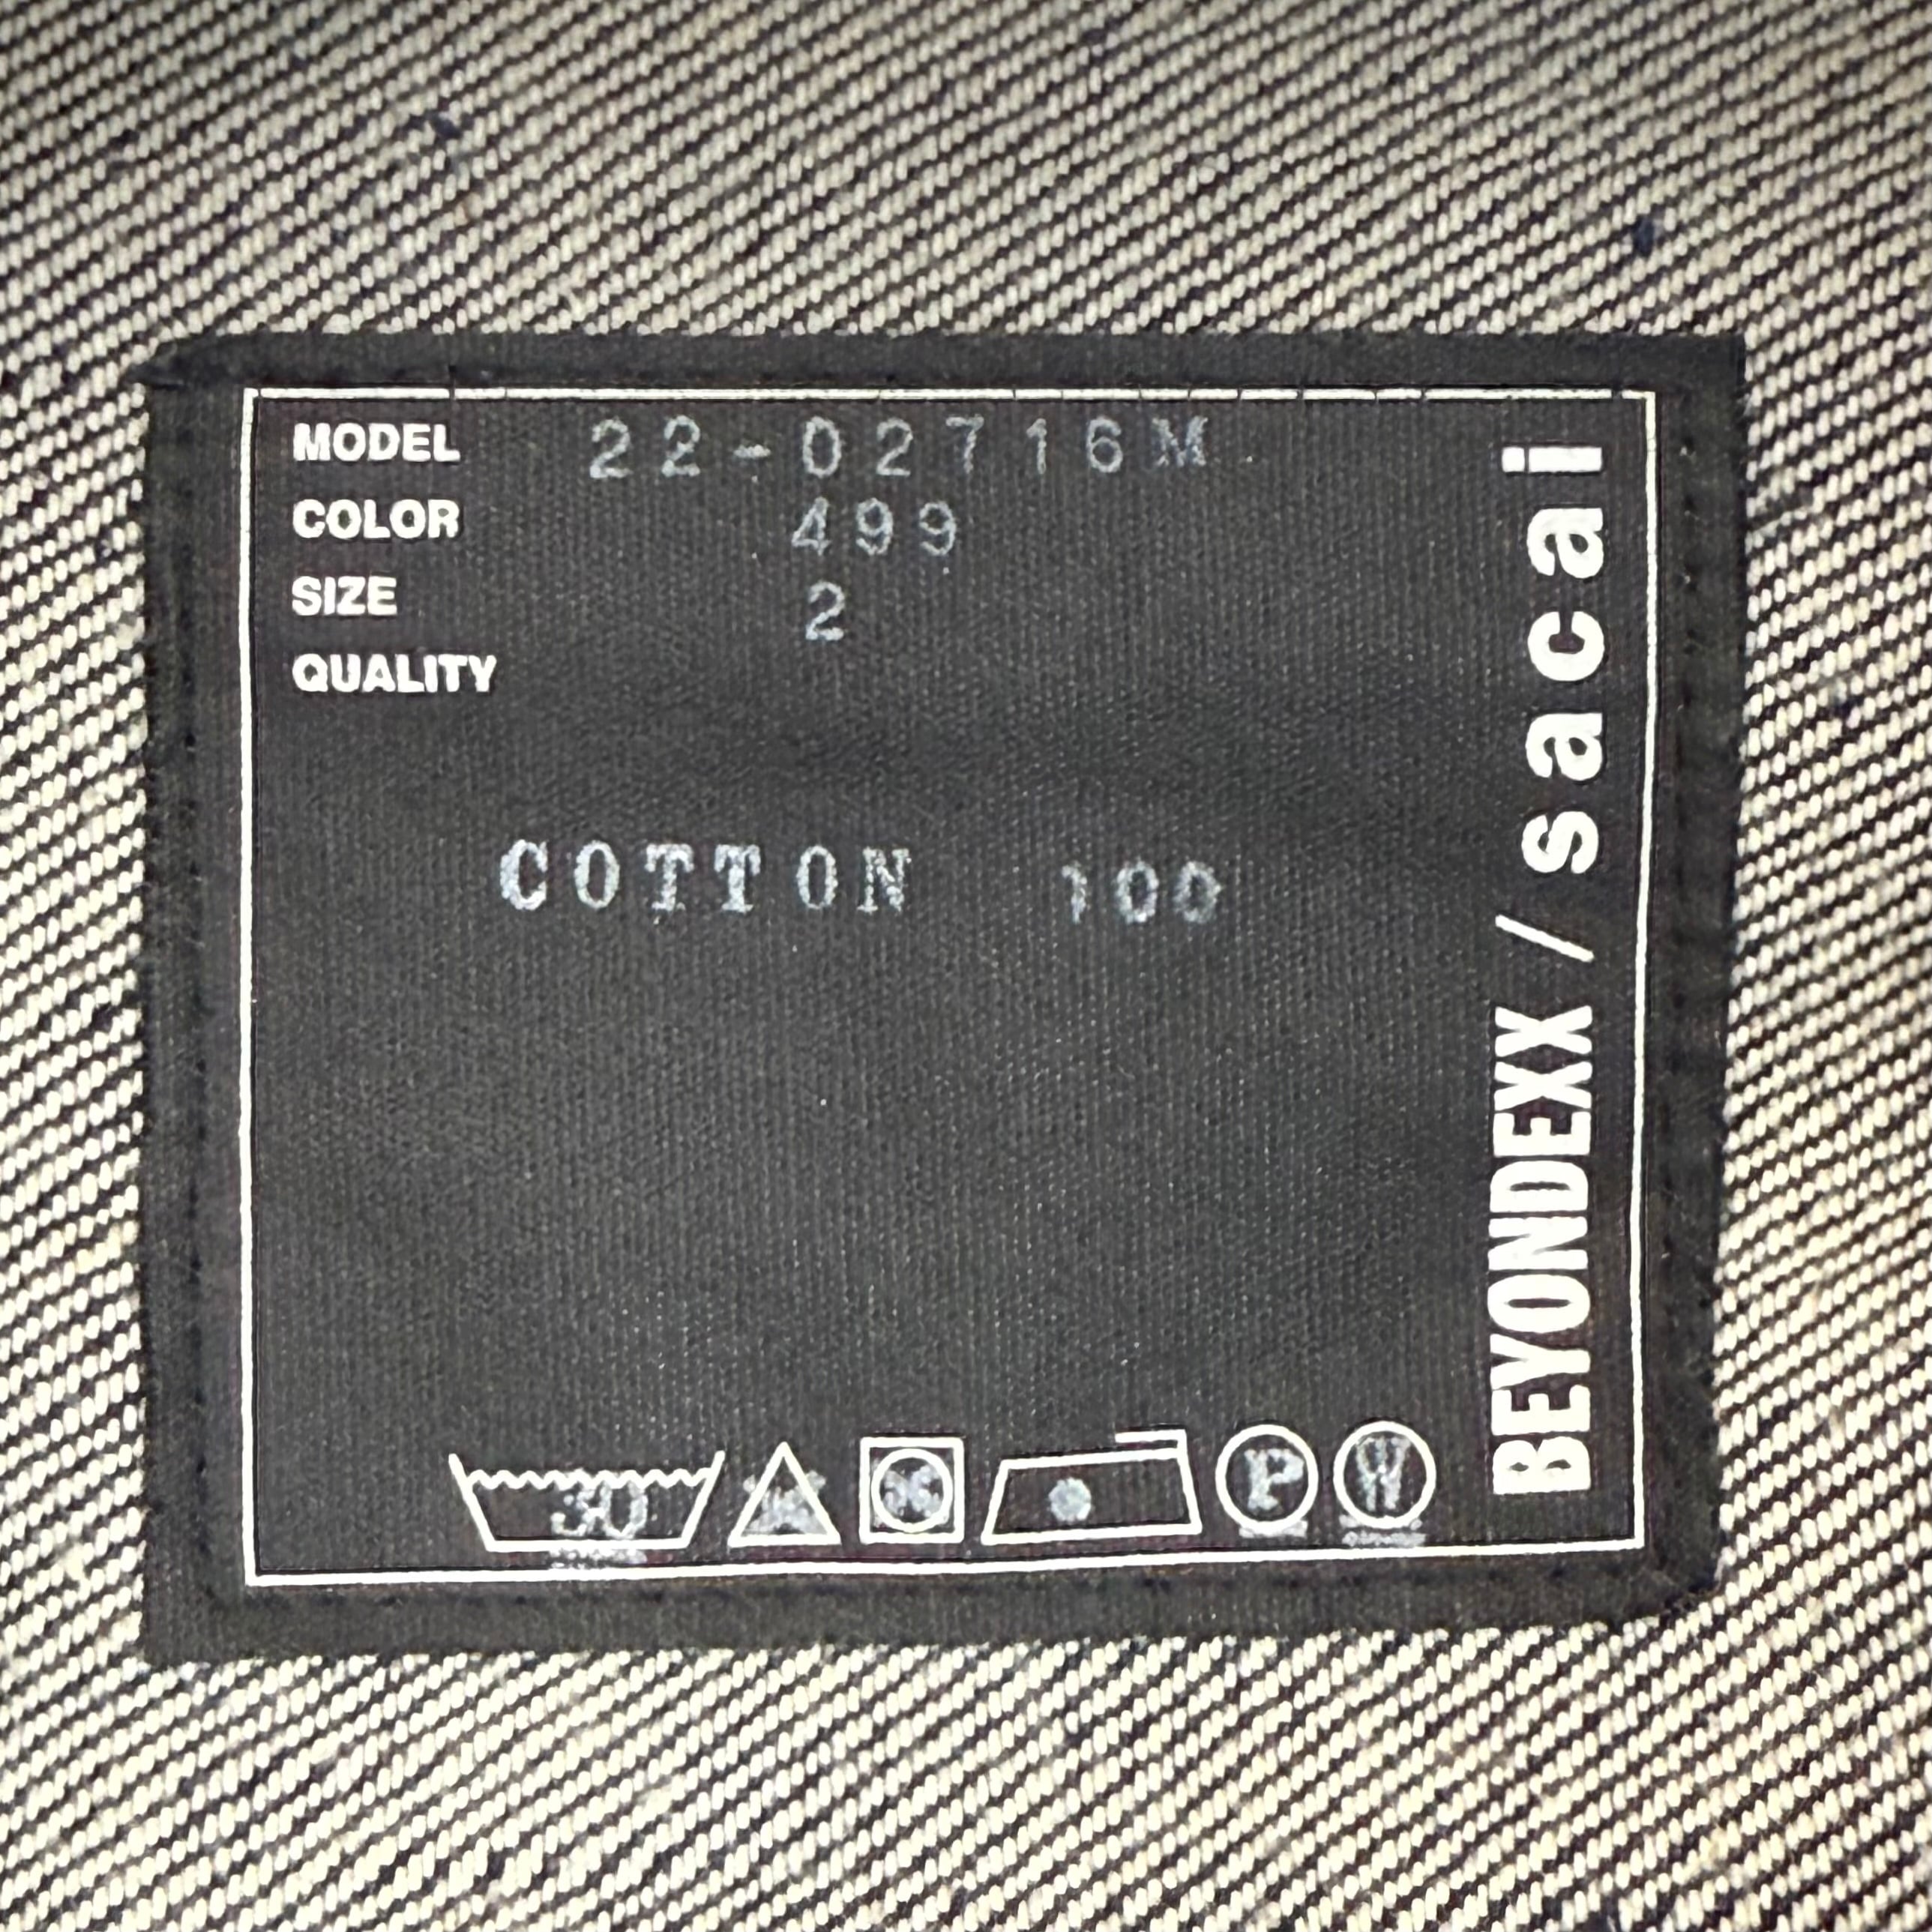 MODEL 22-02716M
COLOR 499
SIZE 2
QUALITY
COTTON 100
30
P
W
BEYONDEXX / sacai